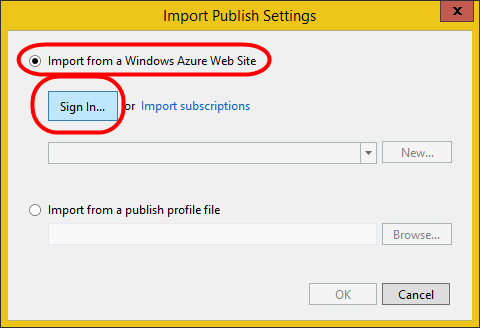 Import Publish Settings
Import from a Windows Azure Web Site
Sign In... or Import subscriptions
New...
Import from a publish profile file
Browse...
OK Cancel